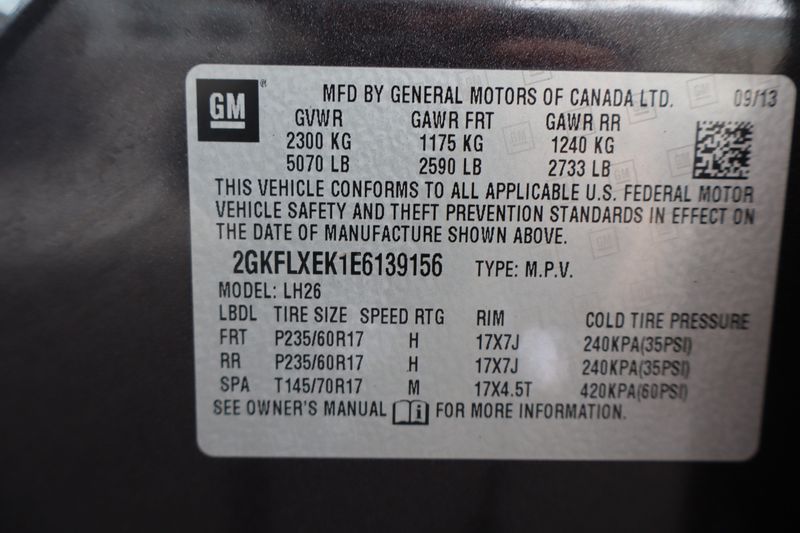 GM ® MFD BY GENERAL MOTORS OF CANADA LTD. 09/13
GVWR GAWR FRT GAWR RR
2300 KG 1175 KG 1240 KG
5070 LB 2590 LB 2733 LB
THIS VEHICLE CONFORMS TO ALL APPLICABLE U.S. FEDERAL MOTOR
VEHICLE SAFETY AND THEFT PREVENTION STANDARDS IN EFFECT ON
THE DATE OF MANUFACTURE SHOWN ABOVE.
2GKFLXEK1E6139156 TYPE: M.P.V.
MODEL: LH26
LBDL TIRE SIZE SPEED RTG RIM COLD TIRE PRESSURE
FRT P235/60R17 H 17X7J 240KPA(35PSI)
RR P235/60R17 H 17X7J 240KPA(35PSI)
SPA T145/70R17 M 17X4.5T 420KPA(60PSI)
SEE OWNER'S MANUAL i FOR MORE INFORMATION.